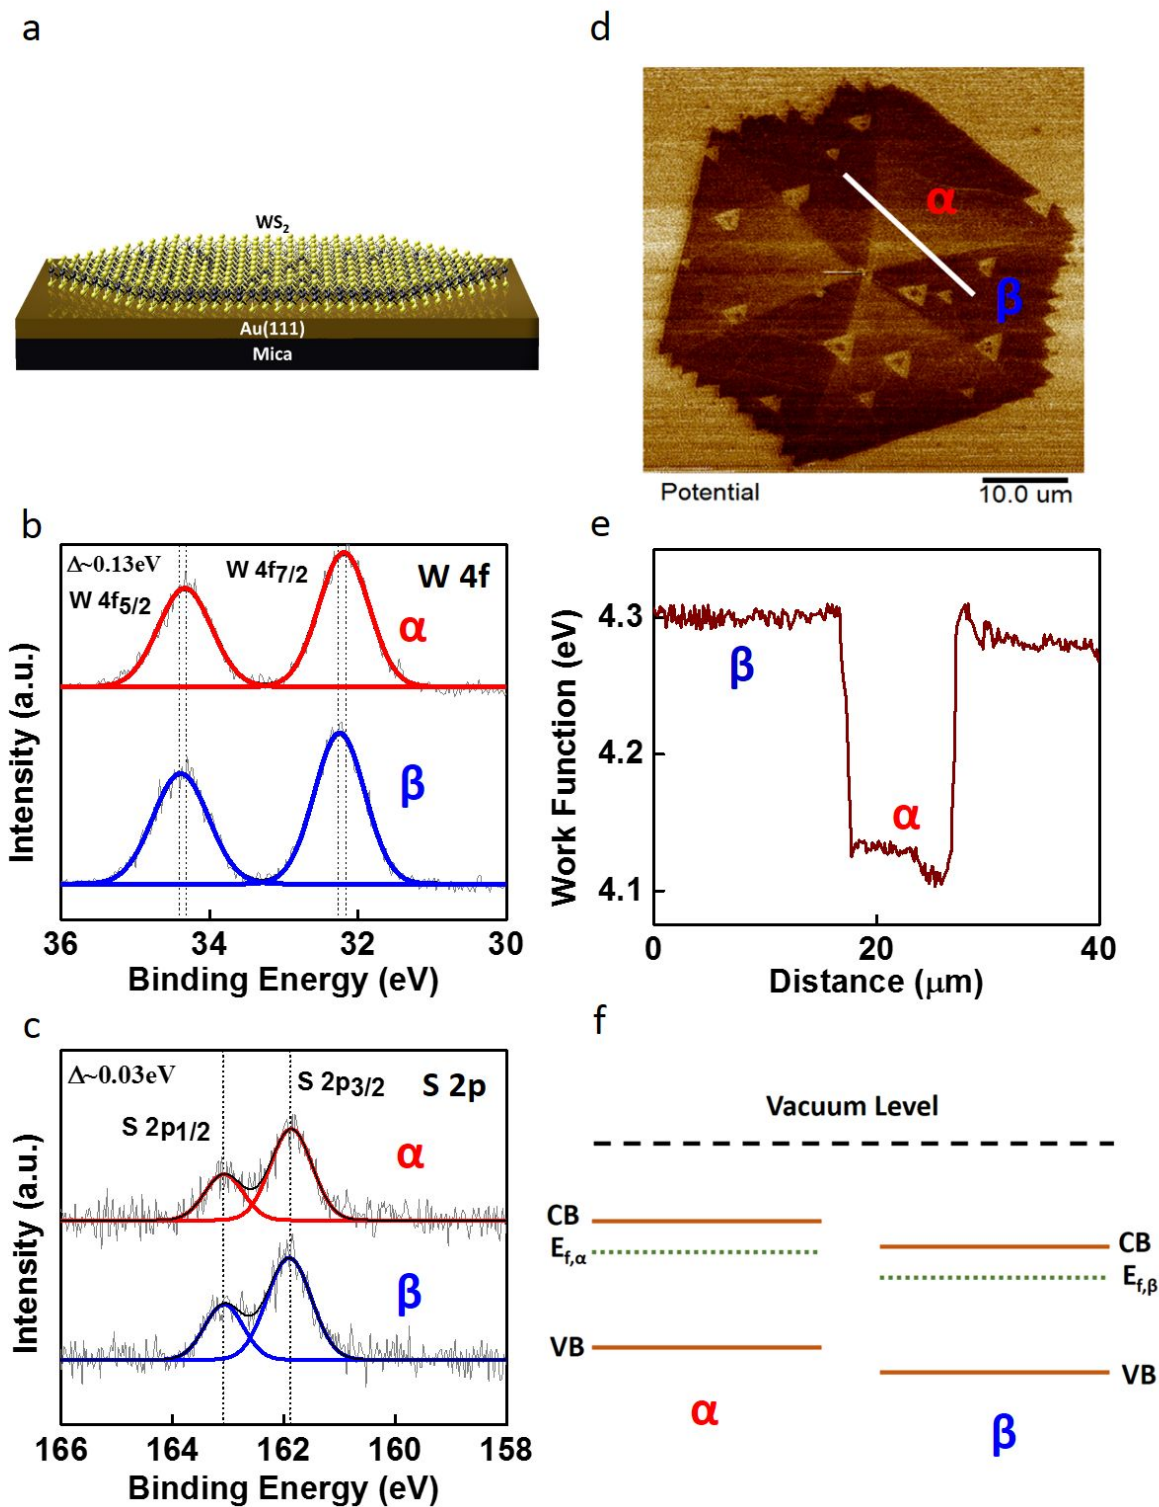 a
WS2
Au(111)
Mica
b
Δ~0.13eV
W 4f5/2
W 4f7/2
W 4f
α
β
Intensity (a.u.)
36 34 32 30
Binding Energy (eV)
c
Δ~0.03eV
S 2p1/2
S 2p3/2
S 2p
α
β
Intensity (a.u.)
166 164 162 160 158
Binding Energy (eV)
d
α
β
Potential
10.0 um
e
Work Function (eV)
4.3
4.2
4.1
β
α
0 20 40
Distance (μm)
f
Vacuum Level
CB
Ef,α
VB
α
CB
Ef,β
VB
β